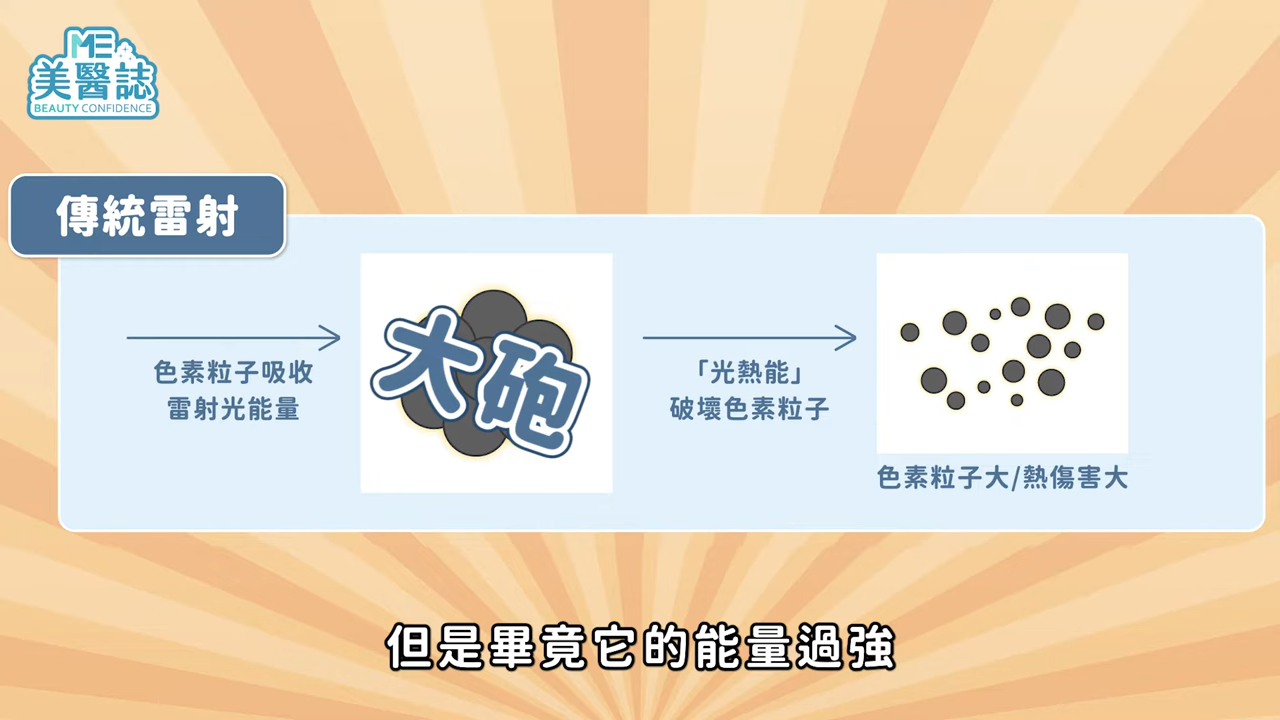 ME
美醫誌
BEAUTY CONFIDENCE
傳統雷射
色素粒子吸收
雷射光能量
大砲
「光熱能」
破壞色素粒子
色素粒子大/熱傷害大
但是畢竟它的能量過強